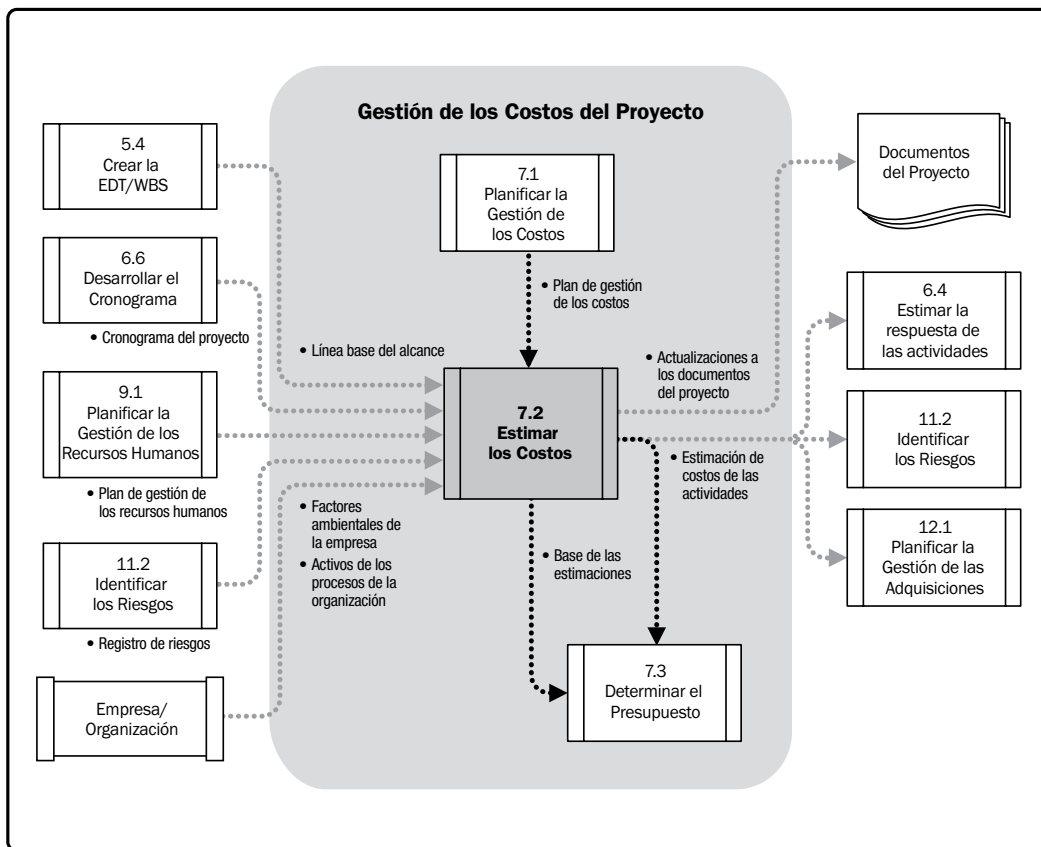 Gestión de los Costos del Proyecto
5.4
Crear la
EDT/WBS
6.6
Desarrollar el
Cronograma
• Cronograma del proyecto
9.1
Planificar la
Gestión de los
Recursos Humanos
• Plan de gestión de
los recursos humanos
11.2
Identificar
los Riesgos
• Registro de riesgos
Empresa/
Organización
7.1
Planificar la
Gestión de
los Costos
• Plan de gestión
de los costos
• Línea base del alcance
7.2
Estimar
los Costos
• Factores
ambientales de
la empresa
• Activos de los
procesos de la
organización
• Actualizaciones a
los documentos
del proyecto
• Estimación de
costos de las
actividades
• Base de las
estimaciones
7.3
Determinar el
Presupuesto
Documentos
del Proyecto
6.4
Estimar la
respuesta de
las actividades
11.2
Identificar
los Riesgos
12.1
Planificar la
Gestión de las
Adquisiciones